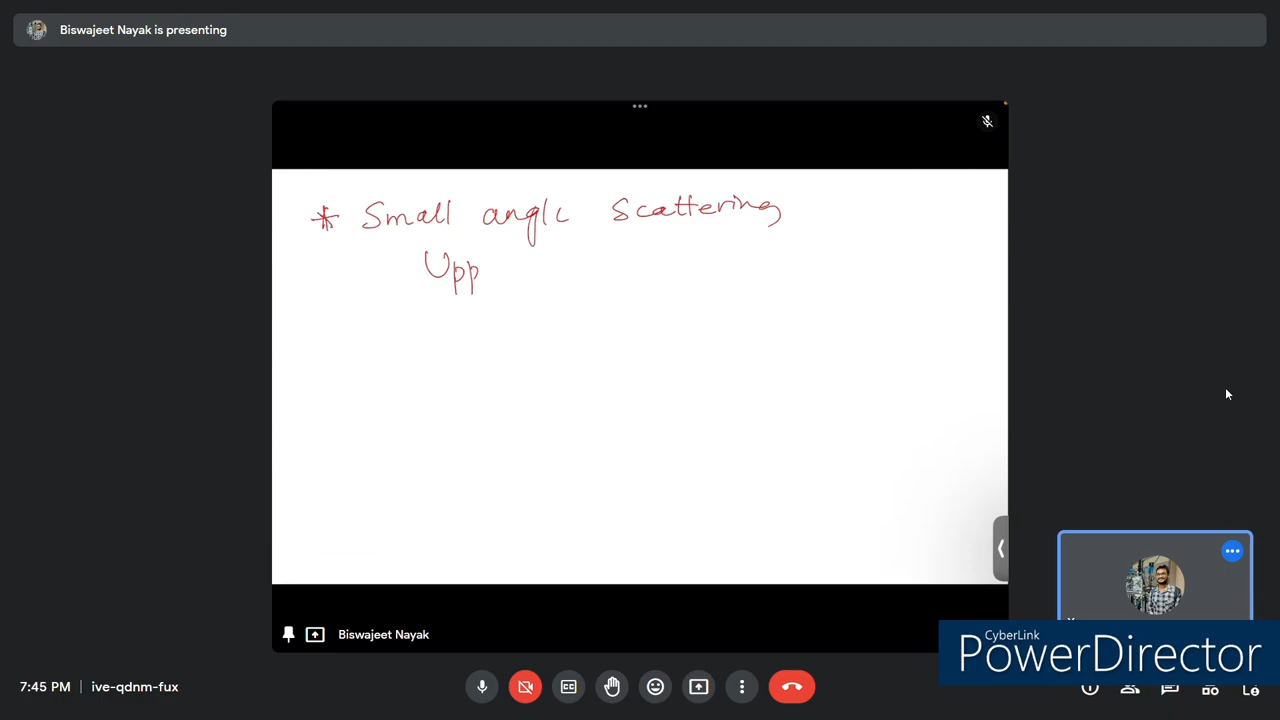 Biswajeet Nayak is presenting
* Small angle Scattering
Upp
Biswajeet Nayak
CyberLink
PowerDirector
7:45 PM | ive-qdnm-fux